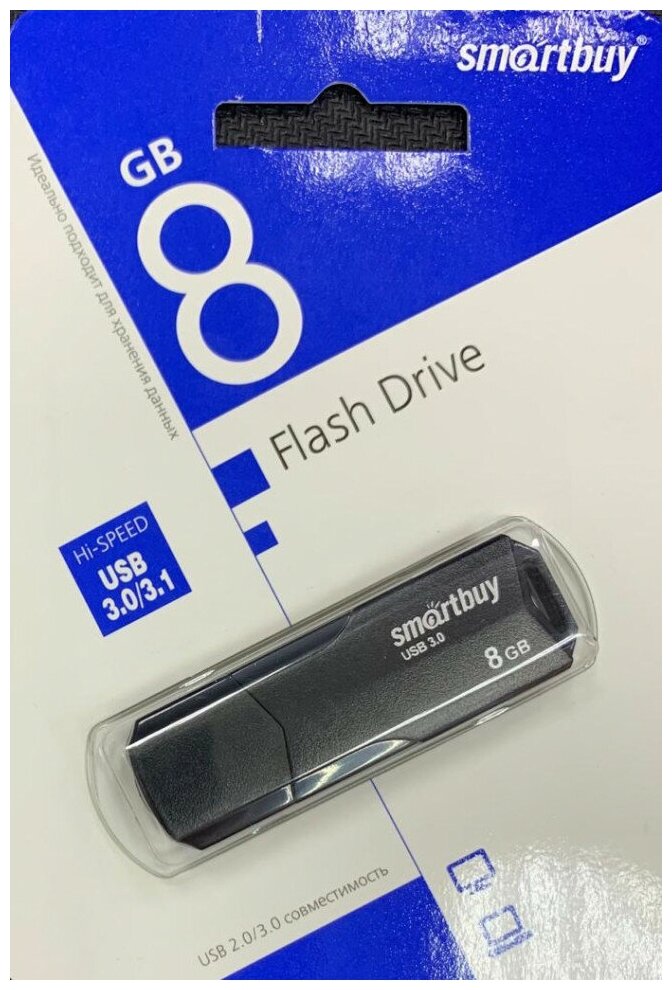 smartbuy®
GB
8
Идеально подходит для хранения данных
Flash Drive
Hi-SPEED
USB
3.0/3.1
smartbuy
USB 3.0
8 GB
USB 2.0/3.0 совместимость